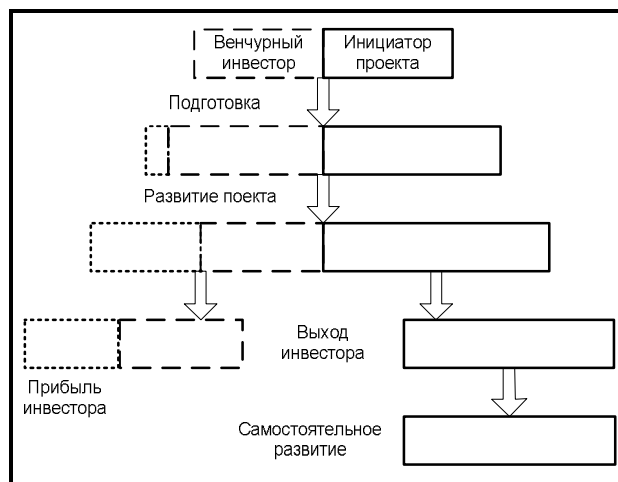 Венчурный
инвестор
Инициатор
проекта
Подготовка
Развитие поекта
Выход
инвестора
Прибыль
инвестора
Самостоятельное
развитие